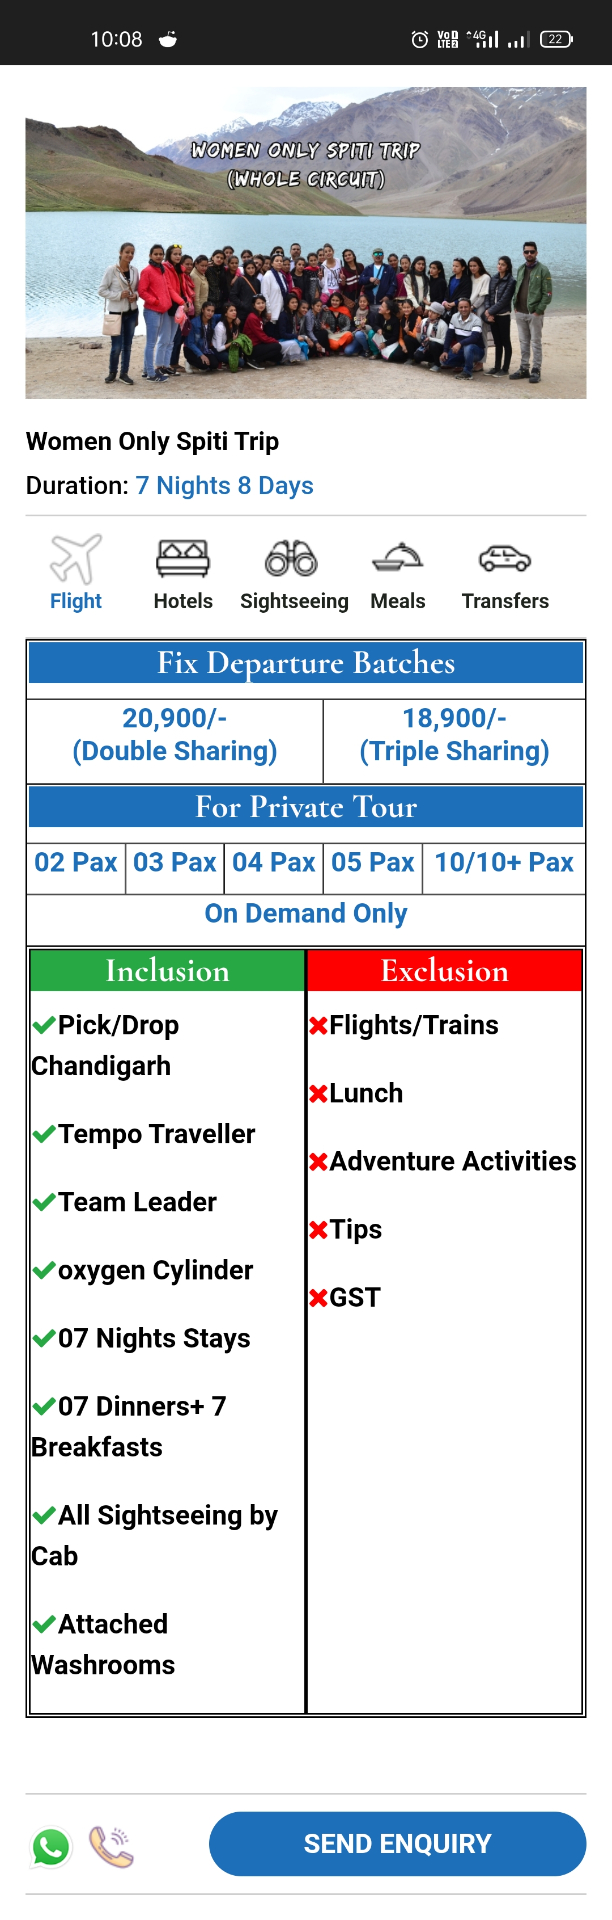 10:08
VoD
LTE2
4G
22
WOMEN ONLY SPITI TRIP
(WHOLE CIRCUIT)
Women Only Spiti Trip
Duration: 7 Nights 8 Days
Flight Hotels Sightseeing Meals Transfers
Fix Departure Batches
20,900/-
(Double Sharing)
18,900/-
(Triple Sharing)
For Private Tour
02 Pax 03 Pax 04 Pax 05 Pax 10/10+ Pax
On Demand Only
Inclusion
Pick/Drop
Chandigarh
Tempo Traveller
Team Leader
oxygen Cylinder
07 Nights Stays
07 Dinners+ 7
Breakfasts
All Sightseeing by
Cab
Attached
Washrooms
Exclusion
Flights/Trains
Lunch
Adventure Activities
Tips
GST
SEND ENQUIRY